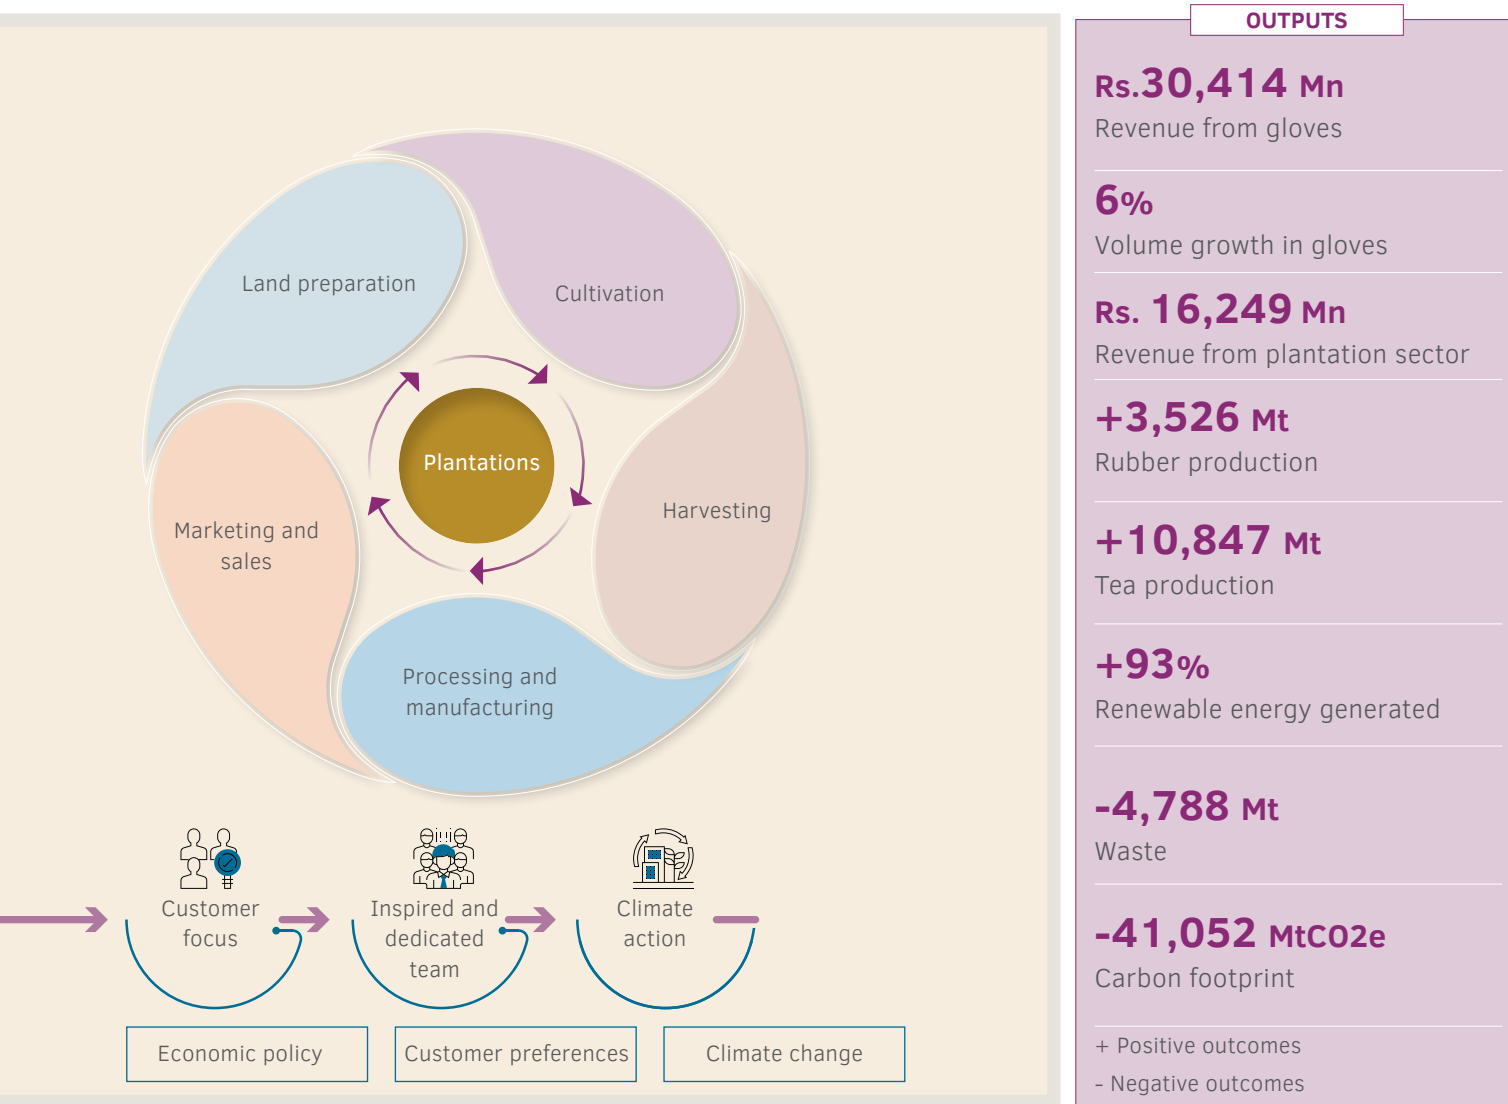 Land preparation
Cultivation
Plantations
Harvesting
Marketing and
sales
Processing and
manufacturing
Customer
focus
Inspired and
dedicated
team
Climate
action
Economic policy
Customer preferences
Climate change
OUTPUTS
Rs.30,414 Mn
Revenue from gloves
6%
Volume growth in gloves
Rs. 16,249 Mn
Revenue from plantation sector
+3,526 Mt
Rubber production
+10,847 Mt
Tea production
+93%
Renewable energy generated
-4,788 Mt
Waste
-41,052 MtCO2e
Carbon footprint
+ Positive outcomes
- Negative outcomes